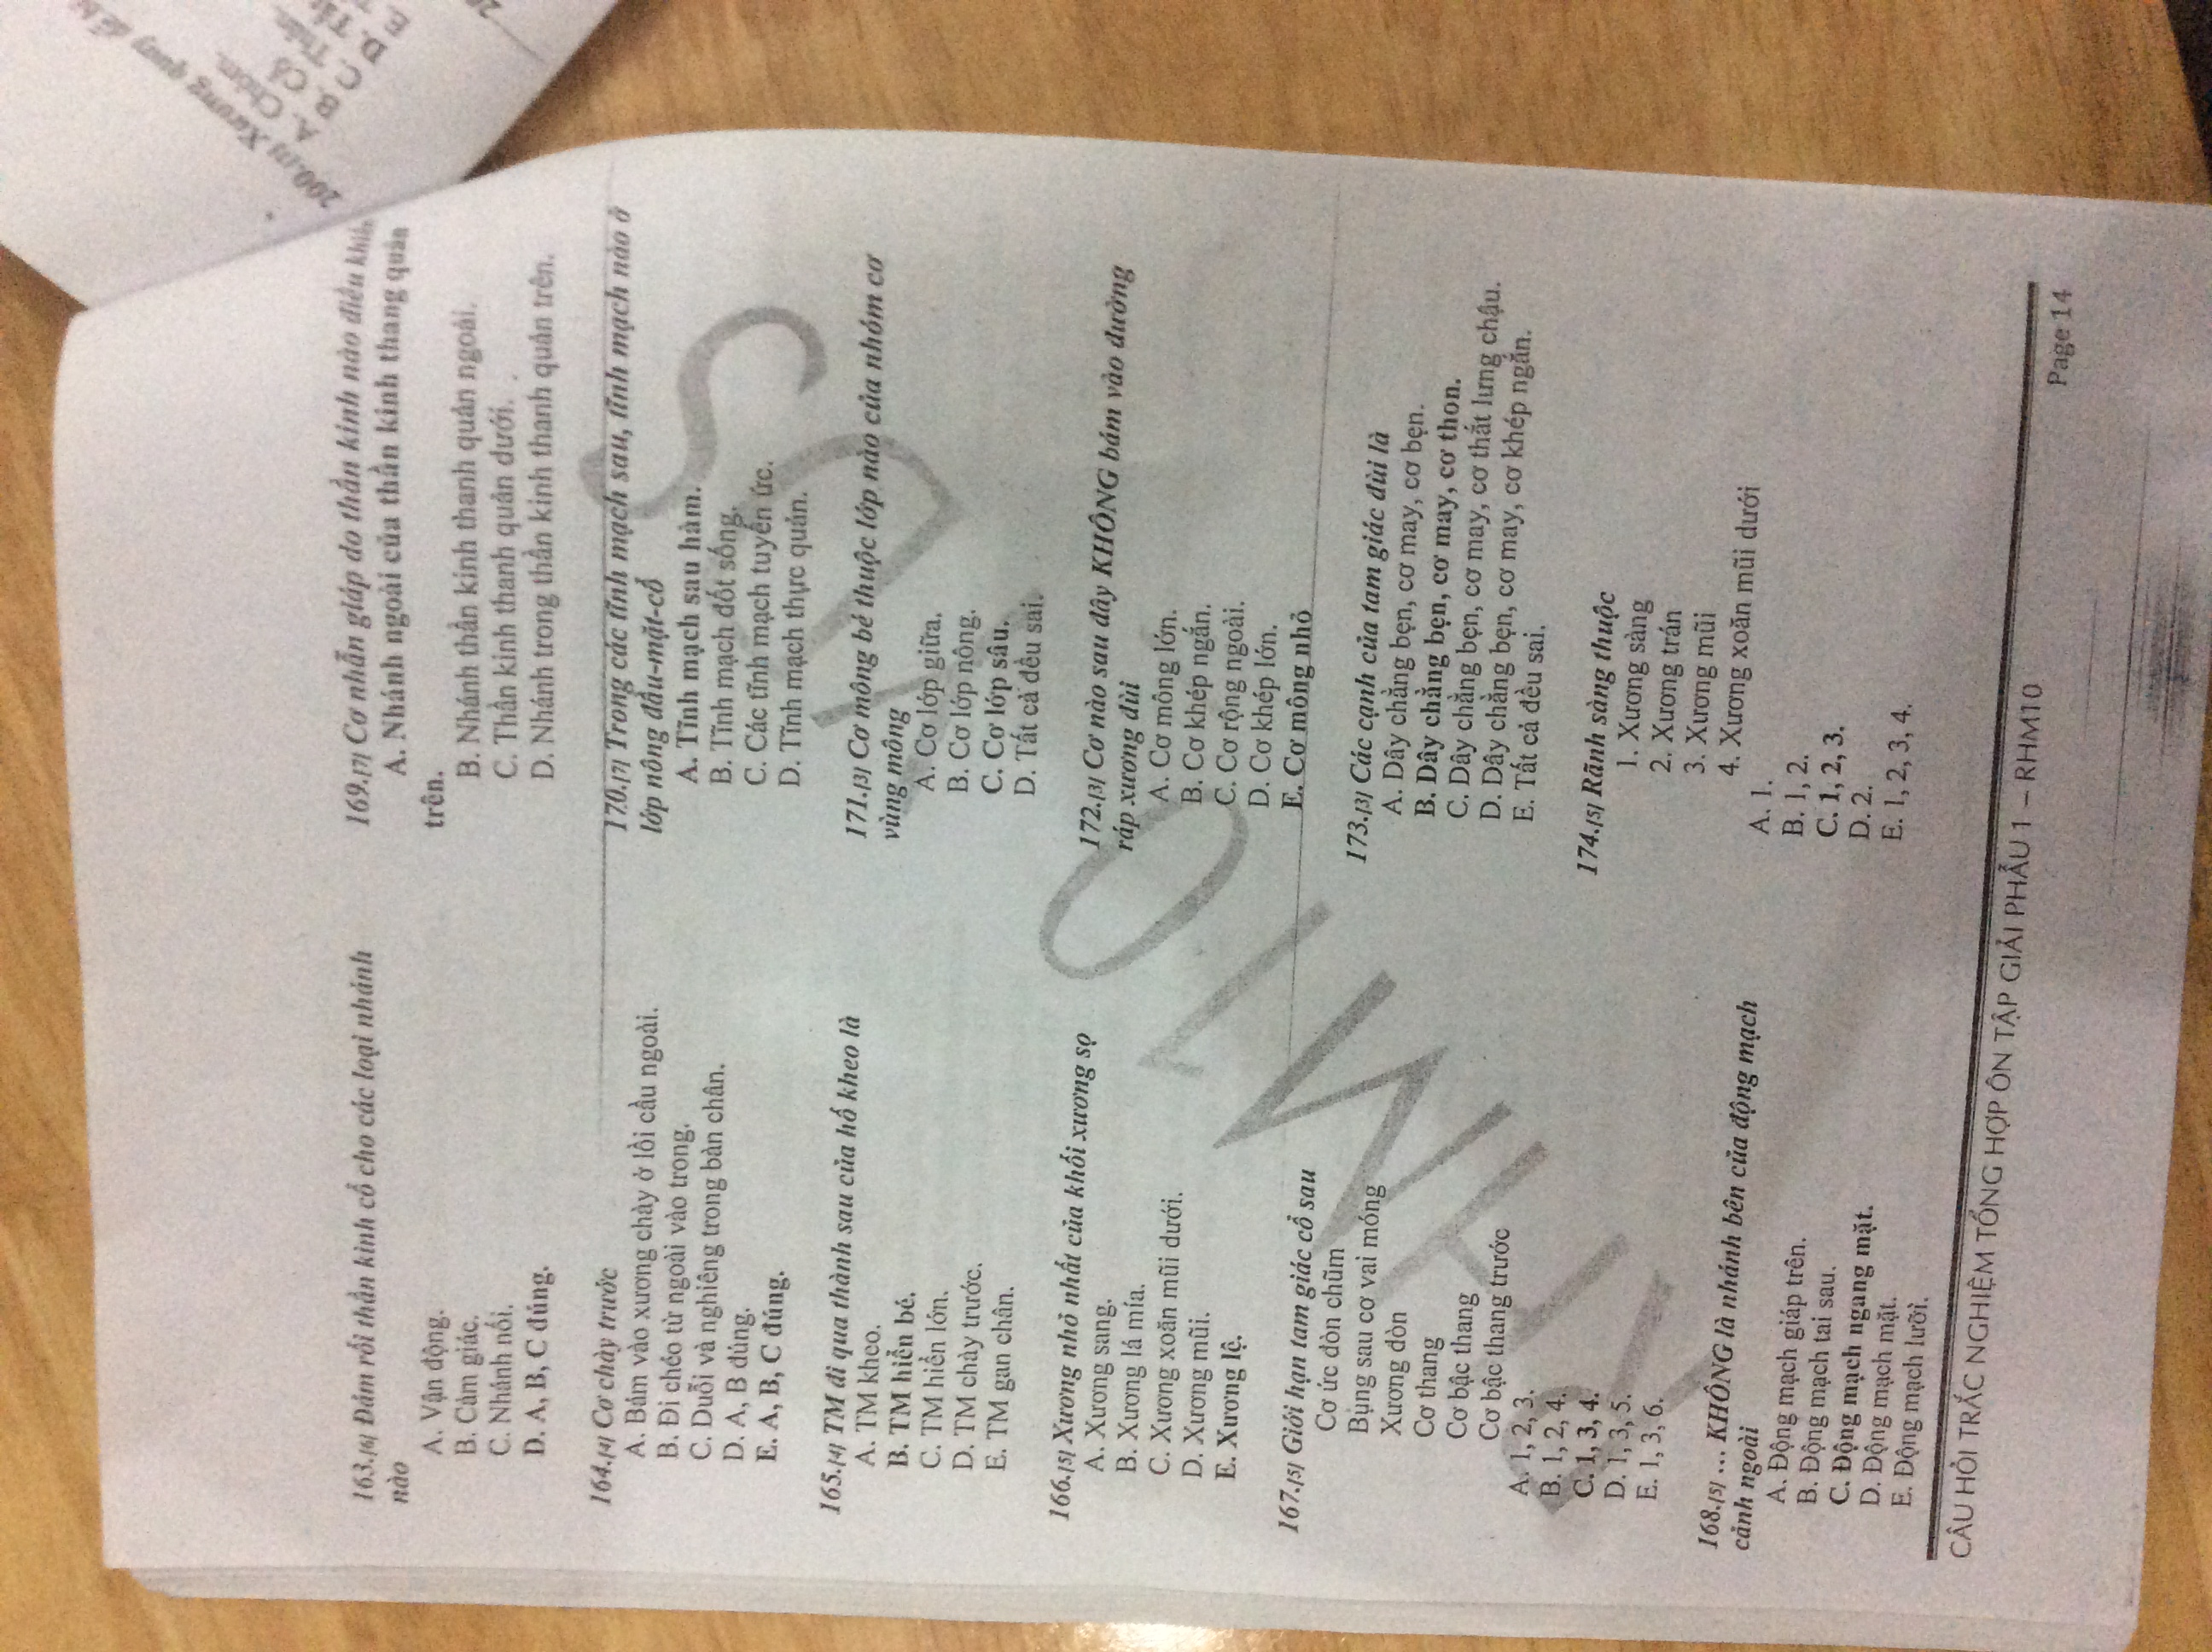 163.[6] Đám rối thần kinh cổ cho các loại nhánh
nào
A. Vận động.
B. Cảm giác.
C. Nhánh nối.
D. A, B, C đúng.
164.[4] Cơ chày trước
A. Bám vào xương chày ở lồi cầu ngoài.
B. Đi chéo từ ngoài vào trong.
C. Duỗi và nghiêng trong bàn chân.
D. A, B đúng.
E. A, B, C đúng.
165.[4] TM đi qua thành sau của hố kheo là
A. TM kheo.
B. TM hiển bé.
C. TM hiển lớn.
D. TM chày trước.
E. TM gan chân.
166.[5] Xương nhỏ nhất của khối xương sọ
A. Xương sang.
B. Xương lá mía.
C. Xương xoăn mũi dưới.
D. Xương mũi.
E. Xương lệ.
167.[5] Giới hạn tam giác cổ sau
Cơ ức đòn chũm
Bụng sau cơ vai móng
Xương đòn
Cơ thang
Cơ bậc thang
Cơ bậc thang trước
A. 1, 2, 3.
B. 1, 2, 4.
C. 1, 3, 4.
D. 1, 3, 5.
E. 1, 3, 6.
168.[5] ... KHÔNG là nhánh bên của động mạch
cảnh ngoài
A. Động mạch giáp trên.
B. Động mạch tai sau.
C. Động mạch ngang mặt.
D. Động mạch mặt.
E. Động mạch lưỡi.
169.[7] Cơ nhẫn giáp do thần kinh nào điều
A. Nhánh ngoài của thần kinh thang quản
trên.
B. Nhánh thần kinh thanh quản ngoài.
C. Thần kinh thanh quản dưới.
D. Nhánh trong thần kinh thanh quản trên.
170.[7] Trong các tĩnh mạch sau, tĩnh mạch nào ở
lớp nông đầu-mặt-cổ
A. Tĩnh mạch sau hàm.
B. Tĩnh mạch đốt sống.
C. Các tĩnh mạch tuyến ức.
D. Tĩnh mạch thực quản.
171.[3] Cơ mông bé thuộc lớp nào của nhóm cơ
vùng mông
A. Cơ lớp giữa.
B. Cơ lớp nông.
C. Cơ lớp sâu.
D. Tất cả đều sai.
172.[3] Cơ nào sau đây KHÔNG bám vào đường
ráp xương đùi
A. Cơ mông lớn.
B. Cơ khép ngắn.
C. Cơ rộng ngoài.
D. Cơ khép lớn.
E. Cơ mông nhỏ
173.[3] Các cạnh của tam giác đùi là
A. Dây chằng bẹn, cơ may, cơ bẹn.
B. Dây chằng bẹn, cơ may, cơ thon.
C. Dây chằng bẹn, cơ may, cơ thắt lưng chậu.
D. Dây chằng bẹn, cơ may, cơ khép ngắn.
E. Tất cả đều sai.
174.[5] Rãnh sàng thuộc
1. Xương sàng
2. Xương trán
3. Xương mũi
4. Xương xoăn mũi dưới
A. 1.
B. 1, 2.
C. 1, 2, 3.
D. 2.
E. 1, 2, 3, 4.
CÂU HỎI TRẮC NGHIỆM TỔNG HỢP ÔN TẬP GIẢI PHẪU 1 – RHM10
Page 14
200.[1] Xương quay dễ
A. Chỏm.
B. Cổ
C. Thân.
D.
E.